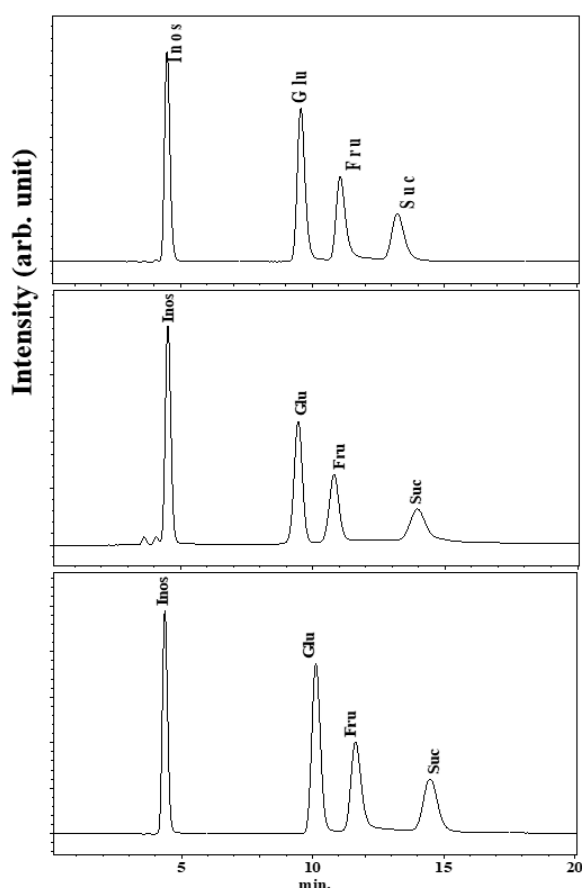 Intensity (arb. unit)
Inos
Glu
Fru
Suc
Inos
Glu
Fru
Suc
Inos
Glu
Fru
Suc
5 10 15 20
min.